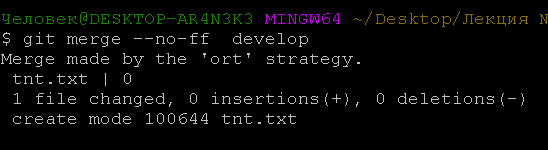 Человек@DESKTOP-AR4N3K3 MINGW64 ~/Desktop/Лекция N
$ git merge --no-ff  develop
Merge made by the 'ort' strategy.
 tnt.txt | 0
 1 file changed, 0 insertions(+), 0 deletions(-)
 create mode 100644 tnt.txt